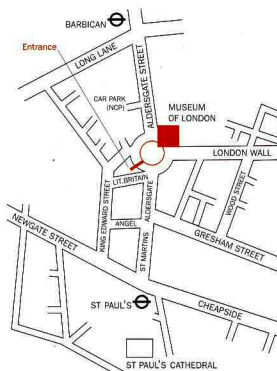 BARBICAN
Entrance
LONG LANE
ALDERSGATE STREET
CAR PARK
(NCP)
MUSEUM
OF LONDON
LONDON WALL
LIT. BRITAIN
WOOD STREET
KING EDWARD STREET
ALDERSGATE
NEWGATE STREET
ANGEL
GRESHAM STREET
ST MARTINS
ST PAUL'S
CHEAPSIDE
ST PAUL'S CATHEDRAL